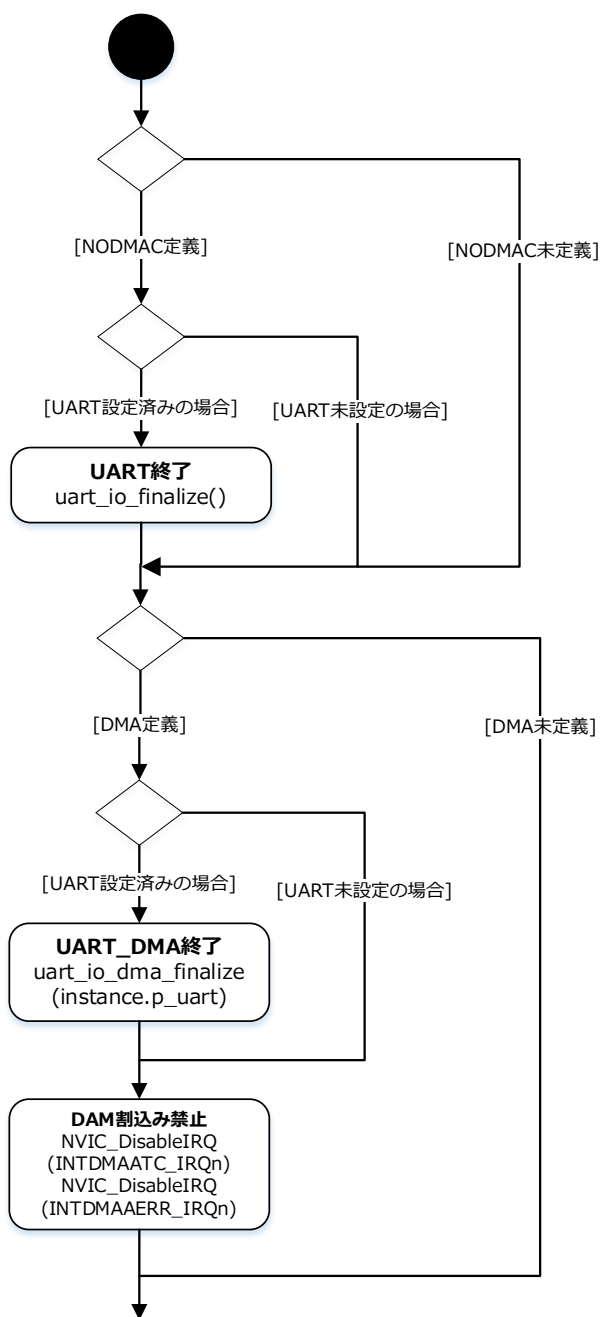 [NODMAC定義]
[NODMAC未定義]
[UART設定済みの場合]
[UART未設定の場合]
UART終了
uart_io_finalize()
[DMA定義]
[DMA未定義]
[UART設定済みの場合]
[UART未設定の場合]
UART_DMA終了
uart_io_dma_finalize
(instance.p_uart)
DAM割込み禁止
NVIC_DisableIRQ
(INTDMAATC_IRQn)
NVIC_DisableIRQ
(INTDMAAERR_IRQn)